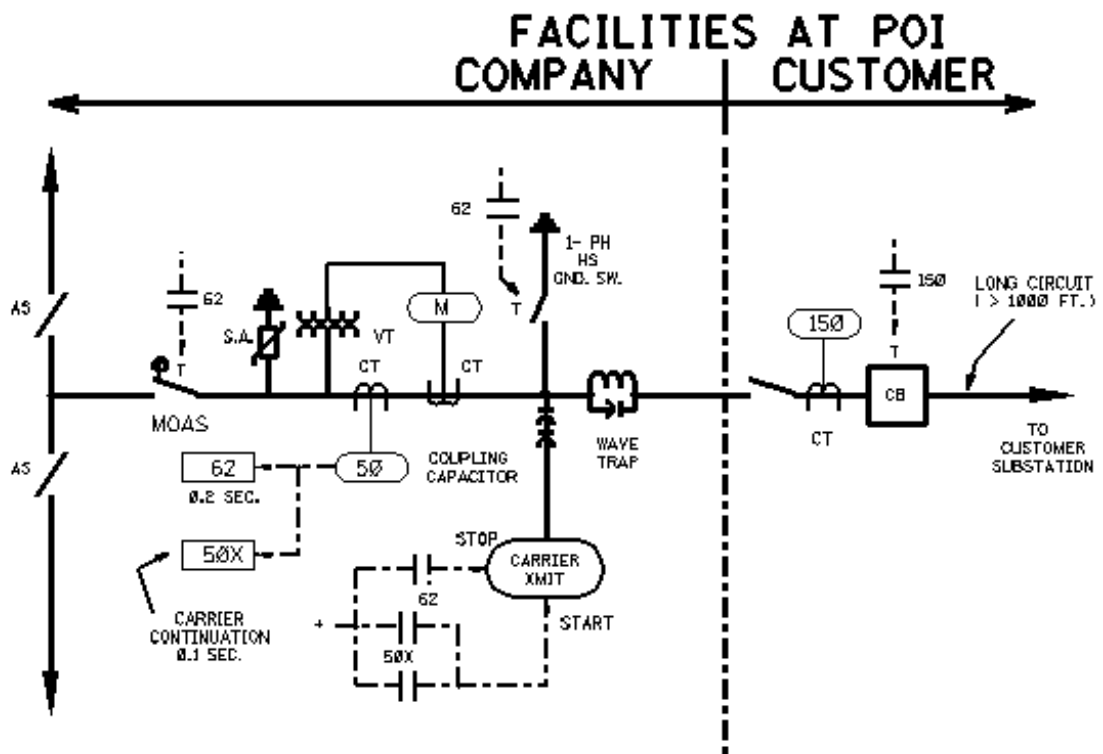 FACILITIES AT POI
COMPANY
CUSTOMER
62
1- PH
HS
GND. SW.
T
62
T
AS
S.A.
VT
M
CT
CT
MOAS
150
150
T
LONG CIRCUIT
( > 1000 FT.)
CB
CT
WAVE
TRAP
TO
CUSTOMER
SUBSTATION
AS
62
0.2 SEC.
50
COUPLING
CAPACITOR
50X
STOP
CARRIER
XMIT
62
START
CARRIER
CONTINUATION
0.1 SEC.
+
50X